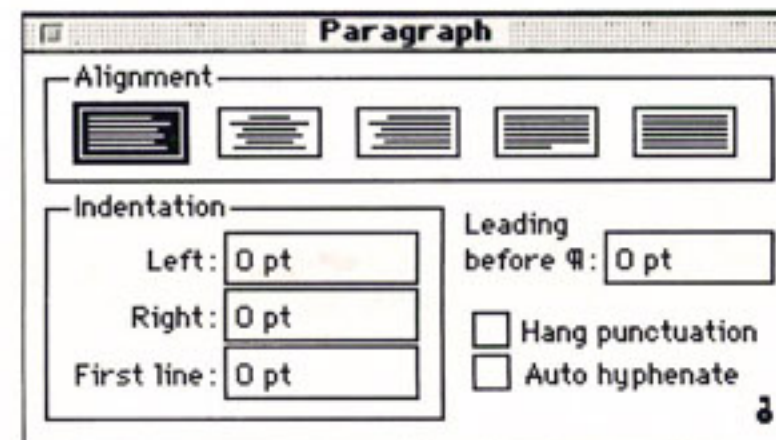 Paragraph
Alignment
Indentation
Left: 0 pt
Right: 0 pt
First line: 0 pt
Leading
before ¶: 0 pt
Hang punctuation
Auto hyphenate